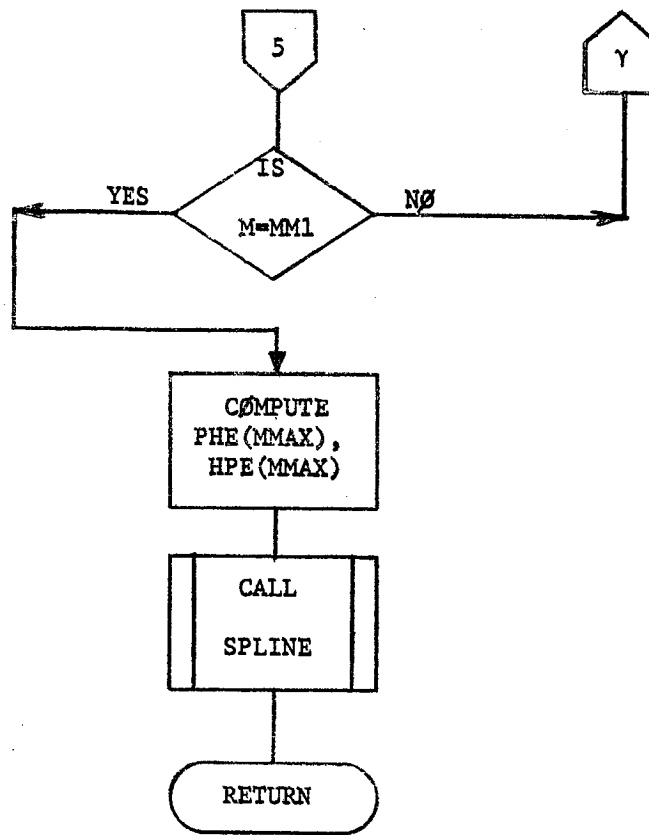 5
γ
IS
YES
NØ
M=MM1
CØMPUTE
PHE(MMAX),
HPE(MMAX)
CALL
SPLINE
RETURN